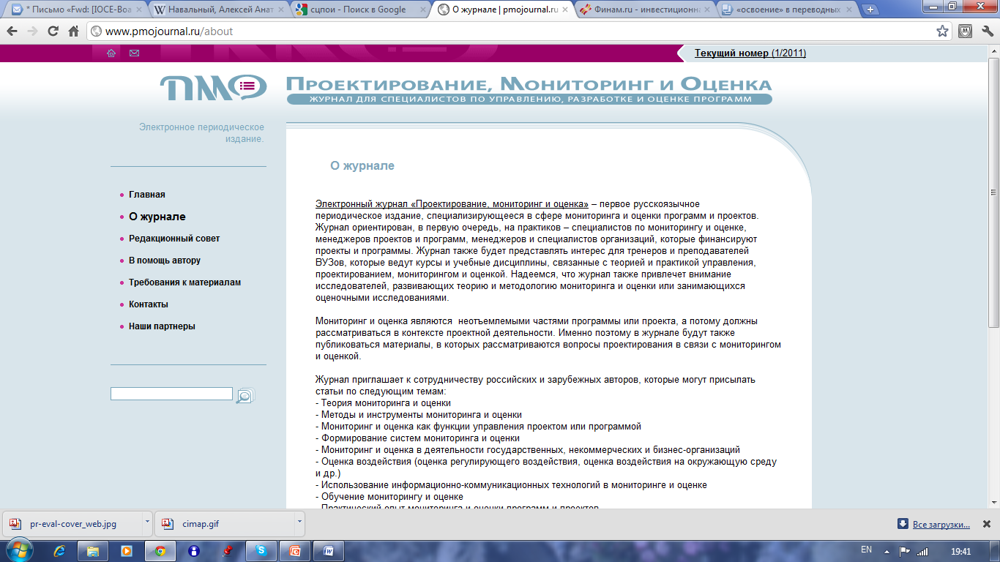 * Письмо «Fwd: [IOCE-Boa
Навальный, Алексей Анат
сцпои - Поиск в Google
О журнале | pmojournal.ru
Финам.ru - инвестиционна
«освоение» в переводных
www.pmojournal.ru/about
Текущий номер (1/2011)
ПМО
Проектирование, Мониторинг и Оценка
ЖУРНАЛ ДЛЯ СПЕЦИАЛИСТОВ ПО УПРАВЛЕНИЮ, РАЗРАБОТКЕ И ОЦЕНКЕ ПРОГРАММ
Электронное периодическое
издание.
Главная
О журнале
Редакционный совет
В помощь автору
Требования к материалам
Контакты
Наши партнеры
О журнале
Электронный журнал «Проектирование, мониторинг и оценка» – первое русскоязычное
периодическое издание, специализирующееся в сфере мониторинга и оценки программ и проектов.
Журнал ориентирован, в первую очередь, на практиков – специалистов по мониторингу и оценке,
менеджеров проектов и программ, менеджеров и специалистов организаций, которые финансируют
проекты и программы. Журнал также будет представлять интерес для тренеров и преподавателей
ВУЗов, которые ведут курсы и учебные дисциплины, связанные с теорией и практикой управления,
проектированием, мониторингом и оценкой. Надеемся, что журнал также привлечет внимание
исследователей, развивающих теорию и методологию мониторинга и оценки или занимающихся
оценочными исследованиями.
Мониторинг и оценка являются  неотъемлемыми частями программы или проекта, а потому должны
рассматриваться в контексте проектной деятельности. Именно поэтому в журнале будут также
публиковаться материалы, в которых рассматриваются вопросы проектирования в связи с мониторингом
и оценкой.
Журнал приглашает к сотрудничеству российских и зарубежных авторов, которые могут присылать
статьи по следующим темам:
- Теория мониторинга и оценки
- Методы и инструменты мониторинга и оценки
- Мониторинг и оценка как функции управления проектом или программой
- Формирование систем мониторинга и оценки
- Мониторинг и оценка в деятельности государственных, некоммерческих и бизнес-организаций
- Оценка воздействия (оценка регулирующего воздействия, оценка воздействия на окружающую среду
и др.)
- Использование информационно-коммуникационных технологий в мониторинге и оценке
- Обучение мониторингу и оценке
- Практический опыт мониторинга и оценки программ и проектов
pr-eval-cover_web.jpg
cimap.gif
Все загрузки...
EN
19:41